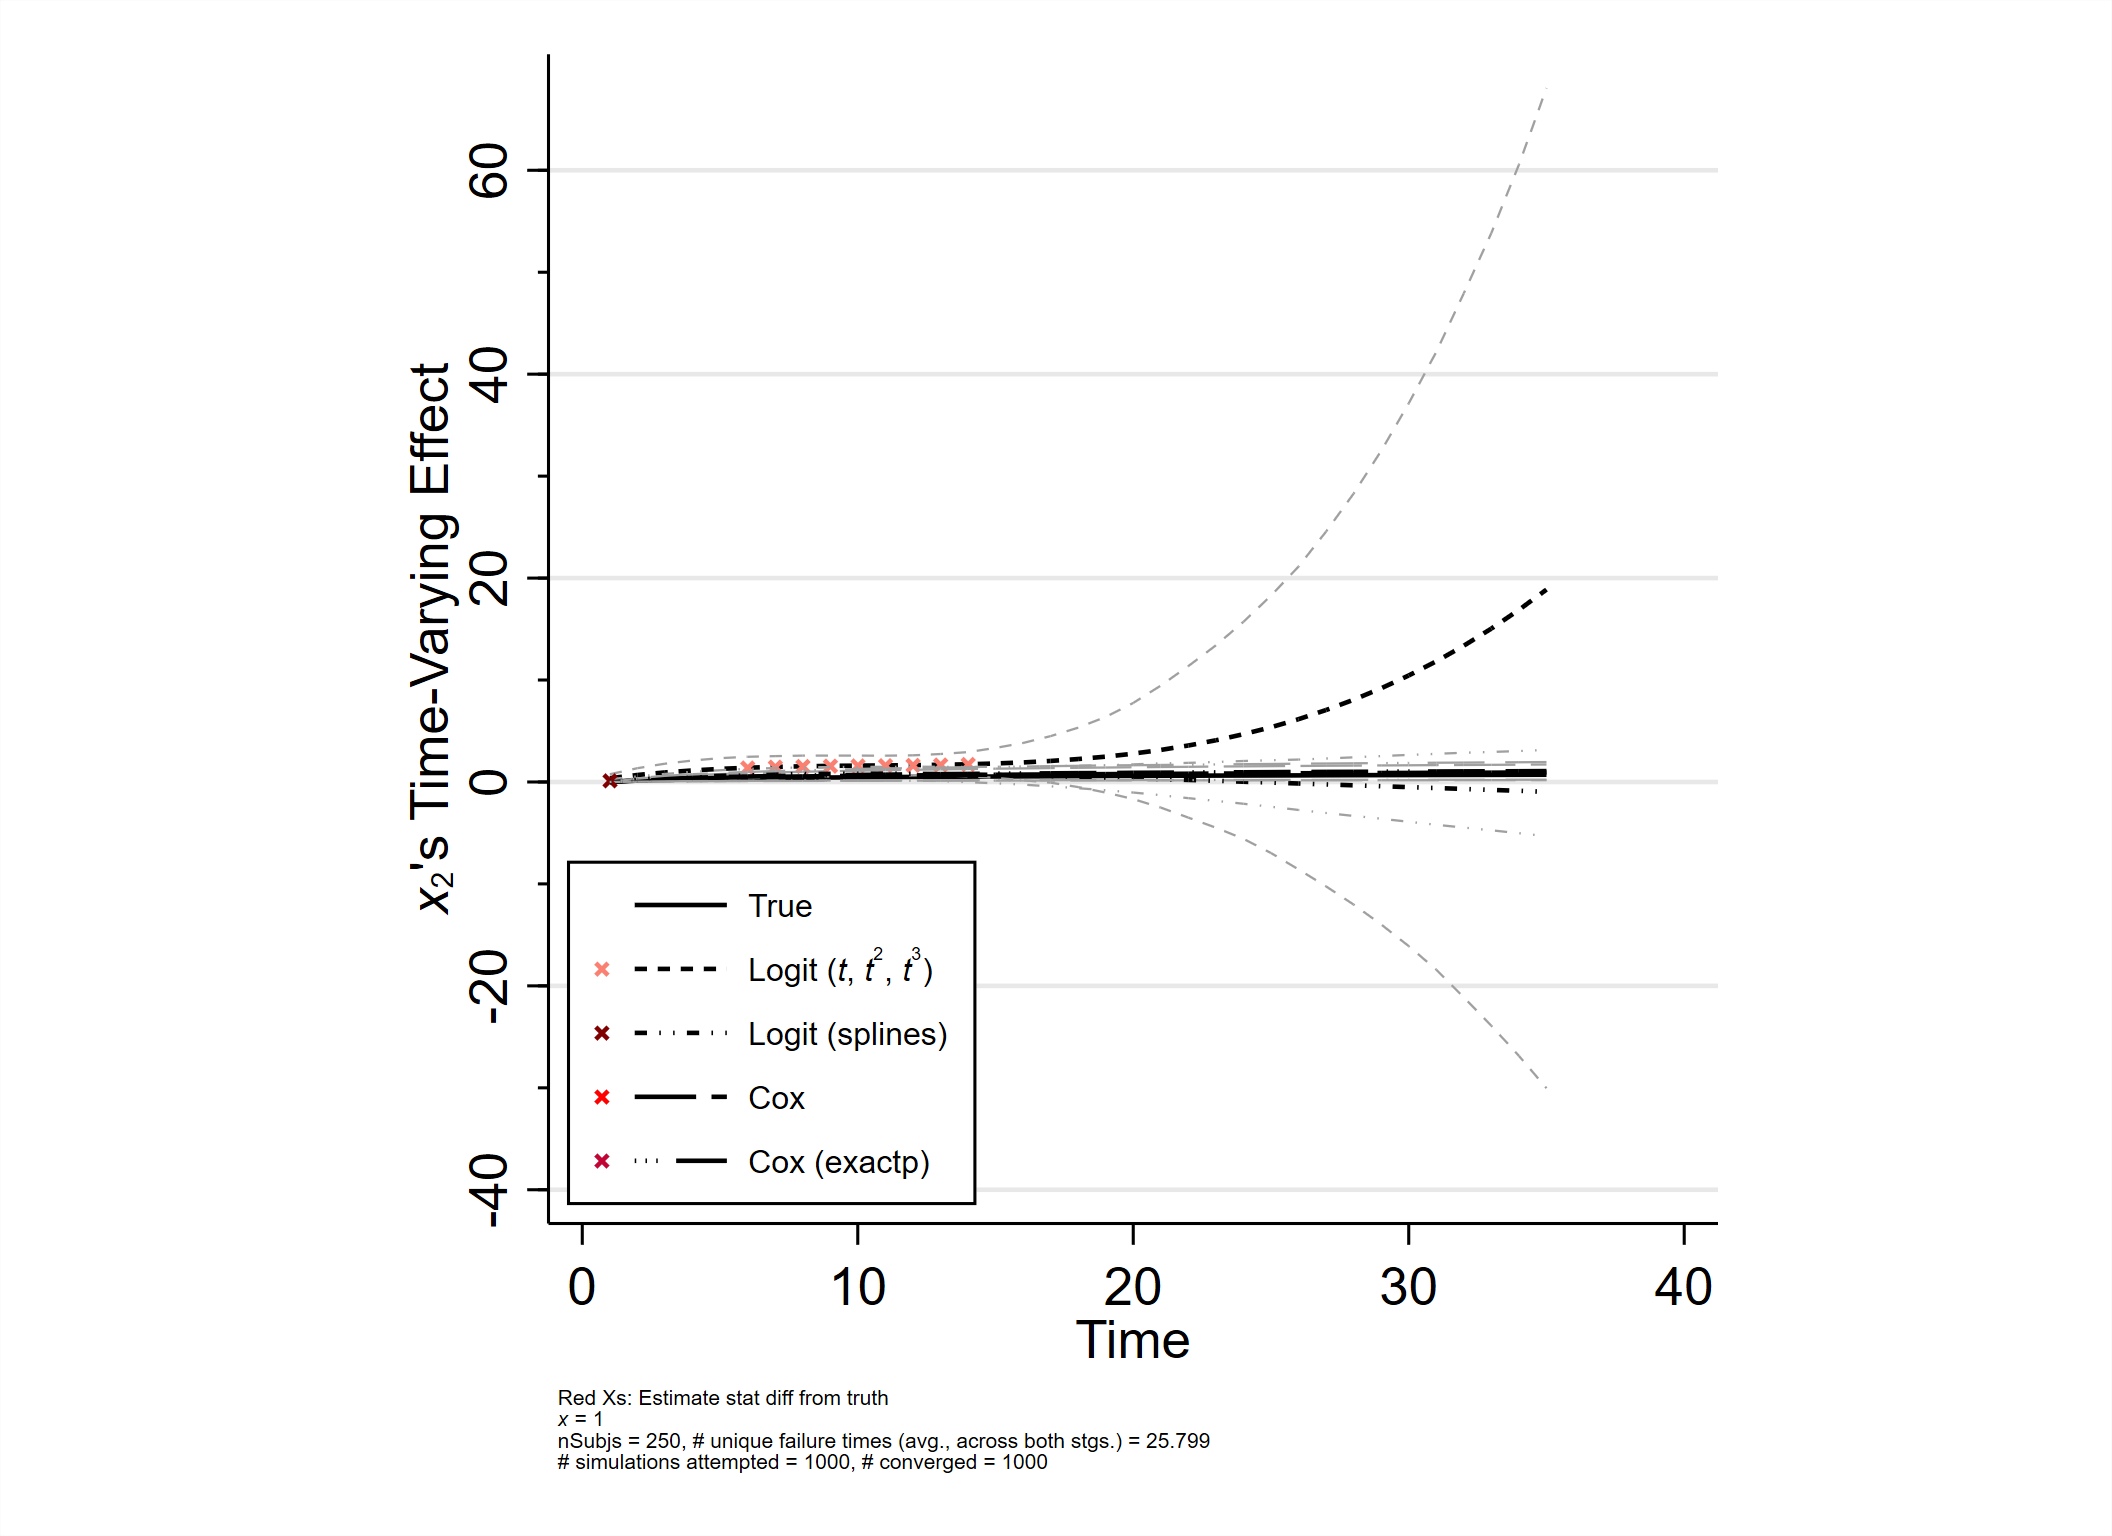 60
40
20
0
-20
-40
x2's Time-Varying Effect
True
Logit (t, t², t³)
Logit (splines)
Cox
Cox (exactp)
0 10 20 30 40
Time
Red Xs: Estimate stat diff from truth
x = 1
nSubjs = 250, # unique failure times (avg., across both stgs.) = 25.799
# simulations attempted = 1000, # converged = 1000